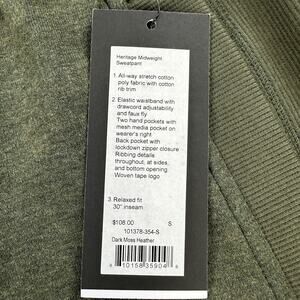 Heritage Midweight
Sweatpant
1. All-way stretch cotton
poly fabric with cotton
rib trim
2. Elastic waistband with
drawcord adjustability
and faux fly
Two hand pockets with
mesh media pocket on
wearer's right
Back pocket with
lockdown zipper closure
Ribbing details
throughout, at sides,
and bottom opening
Woven tape logo
3. Relaxed fit
30" inseam
$108.00 S
101378-354-S
Dark Moss Heather
01158 35904